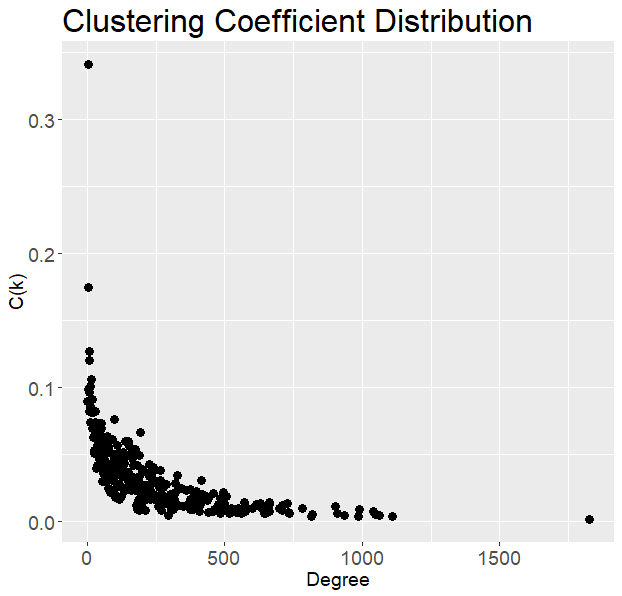 Clustering Coefficient Distribution
0.3
0.2
0.1
0.0
C(k)
0 500 1000 1500
Degree